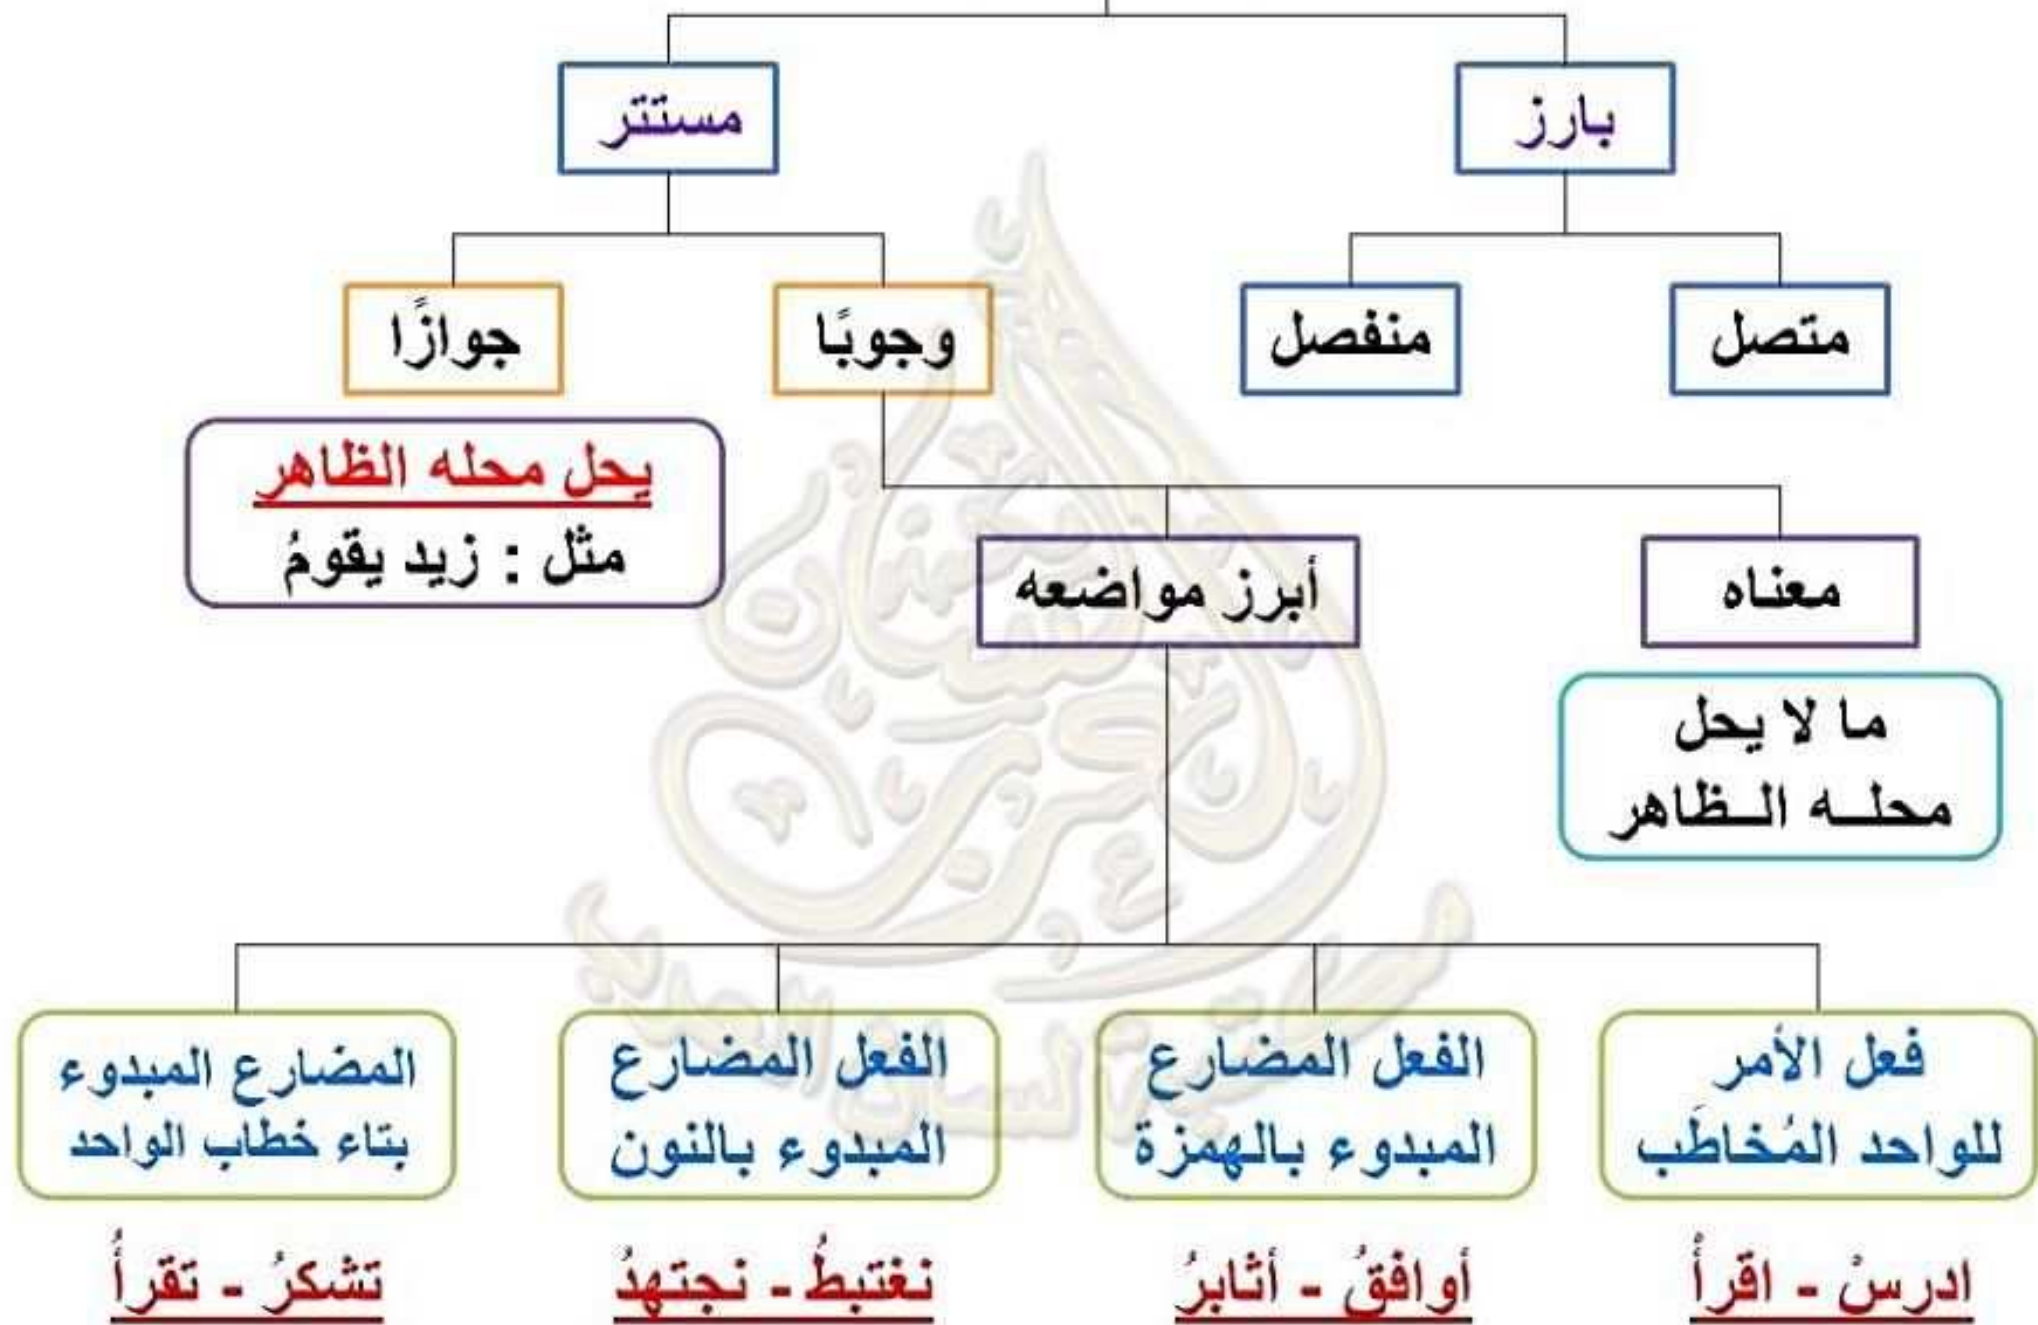 بارز
مستتر
متصل
منفصل
وجوبًا
جوازًا
يحل محله الظاهر
مثل : زيد يقومُ
معناه
أبرز مواضعه
ما لا يحل
محلــه الــظاهر
فعل الأمر
للواحد المُخاطَب
الفعل المضارع
المبدوء بالهمزة
الفعل المضارع
المبدوء بالنون
المضارع المبدوء
بتاء خطاب الواحد
ادرسْ - اقرأْ
أوافقُ - أثابرُ
نغتبطُ - نجتهدُ
تشكرُ - تقرأُ